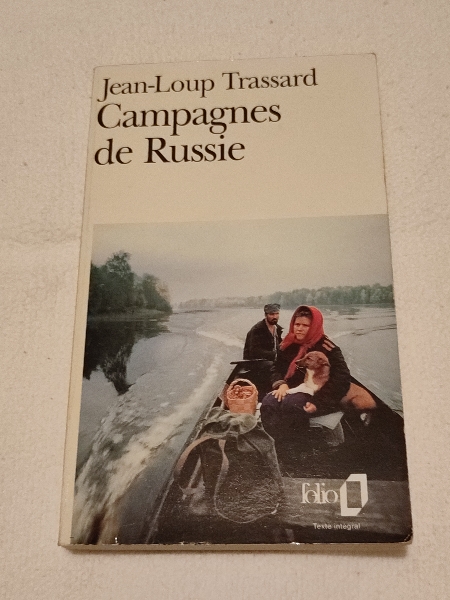 Jean-Loup Trassard
Campagnes
de Russie
folio
Texte intégral